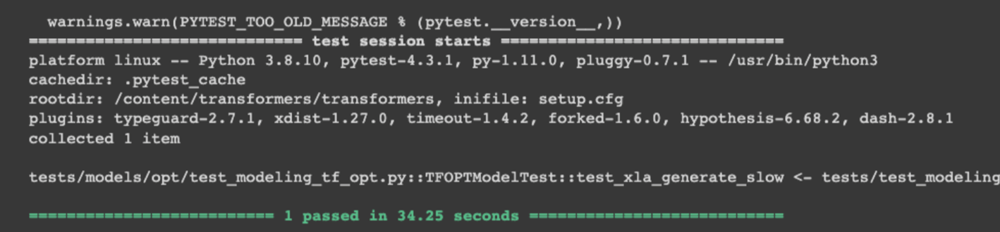 warnings.warn(PYTEST_TOO_OLD_MESSAGE % (pytest.__version__,))
============================= test session starts ==============================
platform linux -- Python 3.8.10, pytest-4.3.1, py-1.11.0, pluggy-0.7.1 -- /usr/bin/python3
cachedir: .pytest_cache
rootdir: /content/transformers/transformers, inifile: setup.cfg
plugins: typeguard-2.7.1, xdist-1.27.0, timeout-1.4.2, forked-1.6.0, hypothesis-6.68.2, dash-2.8.1
collected 1 item
tests/models/opt/test_modeling_tf_opt.py::TFOPTModelTest::test_xla_generate_slow <- tests/test_modeling
========================== 1 passed in 34.25 seconds ===========================